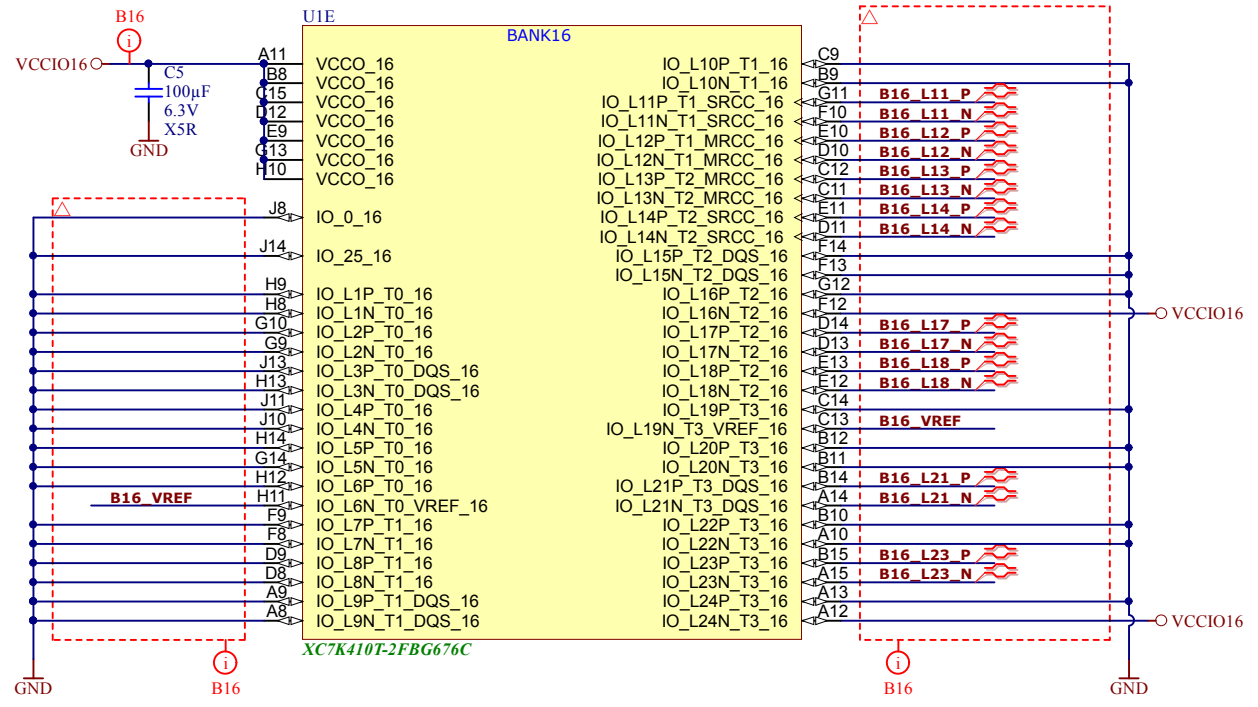 B16
U1E
BANK16
VCCIO16
C5
100µF
6.3V
X5R
GND
A11 VCCO_16
B8 VCCO_16
C15 VCCO_16
D12 VCCO_16
E9 VCCO_16
G13 VCCO_16
H10 VCCO_16
J8 IO_0_16
J14 IO_25_16
H9 IO_L1P_T0_16
H8 IO_L1N_T0_16
G10 IO_L2P_T0_16
G9 IO_L2N_T0_16
J13 IO_L3P_T0_DQS_16
H13 IO_L3N_T0_DQS_16
J11 IO_L4P_T0_16
J10 IO_L4N_T0_16
H14 IO_L5P_T0_16
G14 IO_L5N_T0_16
H12 IO_L6P_T0_16
B16_VREF H11 IO_L6N_T0_VREF_16
F9 IO_L7P_T1_16
F8 IO_L7N_T1_16
D9 IO_L8P_T1_16
D8 IO_L8N_T1_16
A9 IO_L9P_T1_DQS_16
A8 IO_L9N_T1_DQS_16
IO_L10P_T1_16 C9
IO_L10N_T1_16 B9
IO_L11P_T1_SRCC_16 G11 B16_L11_P
IO_L11N_T1_SRCC_16 F10 B16_L11_N
IO_L12P_T1_MRCC_16 E10 B16_L12_P
IO_L12N_T1_MRCC_16 D10 B16_L12_N
IO_L13P_T2_MRCC_16 C12 B16_L13_P
IO_L13N_T2_MRCC_16 C11 B16_L13_N
IO_L14P_T2_SRCC_16 E11 B16_L14_P
IO_L14N_T2_SRCC_16 D11 B16_L14_N
IO_L15P_T2_DQS_16 F14
IO_L15N_T2_DQS_16 F13
IO_L16P_T2_16 G12
IO_L16N_T2_16 F12 VCCIO16
IO_L17P_T2_16 D14 B16_L17_P
IO_L17N_T2_16 D13 B16_L17_N
IO_L18P_T2_16 E13 B16_L18_P
IO_L18N_T2_16 E12 B16_L18_N
IO_L19P_T3_16 C14
IO_L19N_T3_VREF_16 C13 B16_VREF
IO_L20P_T3_16 B12
IO_L20N_T3_16 B11
IO_L21P_T3_DQS_16 B14 B16_L21_P
IO_L21N_T3_DQS_16 A14 B16_L21_N
IO_L22P_T3_16 B10
IO_L22N_T3_16 A10
IO_L23P_T3_16 B15 B16_L23_P
IO_L23N_T3_16 A15 B16_L23_N
IO_L24P_T3_16 A13
IO_L24N_T3_16 A12 VCCIO16
XC7K410T-2FBG676C
GND
i
B16
i
B16
GND